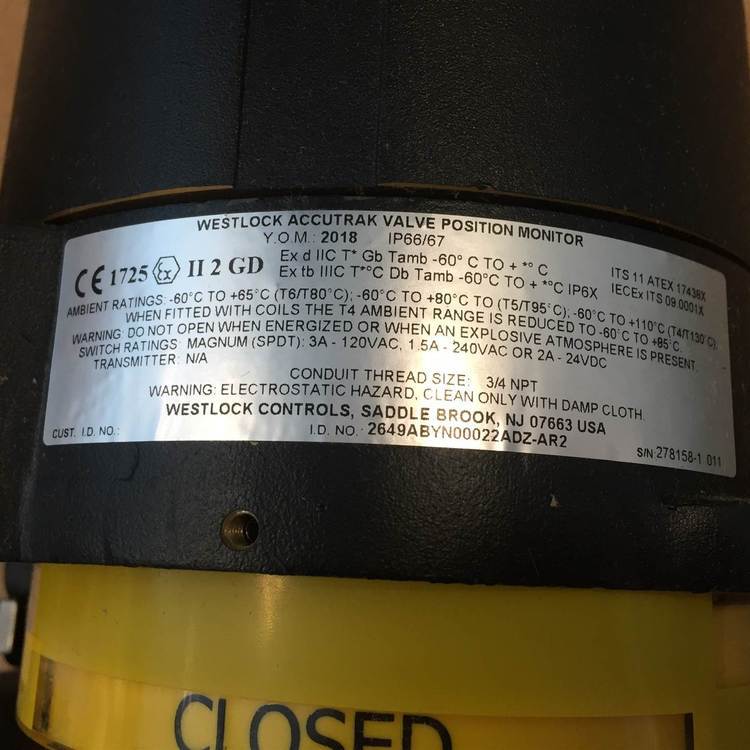 WESTLOCK ACCUTRAK VALVE POSITION MONITOR
Y.O.M.: 2018 IP66/67
CE 1725 Ex II 2 GD
Ex d IIC T* Gb Tamb -60° C TO + *° C
Ex tb IIIC T*°C Db Tamb -60°C TO + *°C IP6X
ITS 11 ATEX 17438X
IECEx ITS 09.0001X
AMBIENT RATINGS: -60°C TO +65°C (T6/T80°C); -60°C TO +80°C (T5/T95°C); -60°C TO +110°C (T4/T130°C);
WHEN FITTED WITH COILS THE T4 AMBIENT RANGE IS REDUCED TO -60°C TO +85°C.
WARNING: DO NOT OPEN WHEN ENERGIZED OR WHEN AN EXPLOSIVE ATMOSPHERE IS PRESENT.
SWITCH RATINGS: MAGNUM (SPDT): 3A - 120VAC, 1.5A - 240VAC OR 2A - 24VDC
TRANSMITTER: N/A
CONDUIT THREAD SIZE: 3/4 NPT
WARNING: ELECTROSTATIC HAZARD, CLEAN ONLY WITH DAMP CLOTH.
WESTLOCK CONTROLS, SADDLE BROOK, NJ 07663 USA
CUST. I.D. NO.: I.D. NO.: 2649ABYN00022ADZ-AR2
S/N 278158-1 011
CLOSED